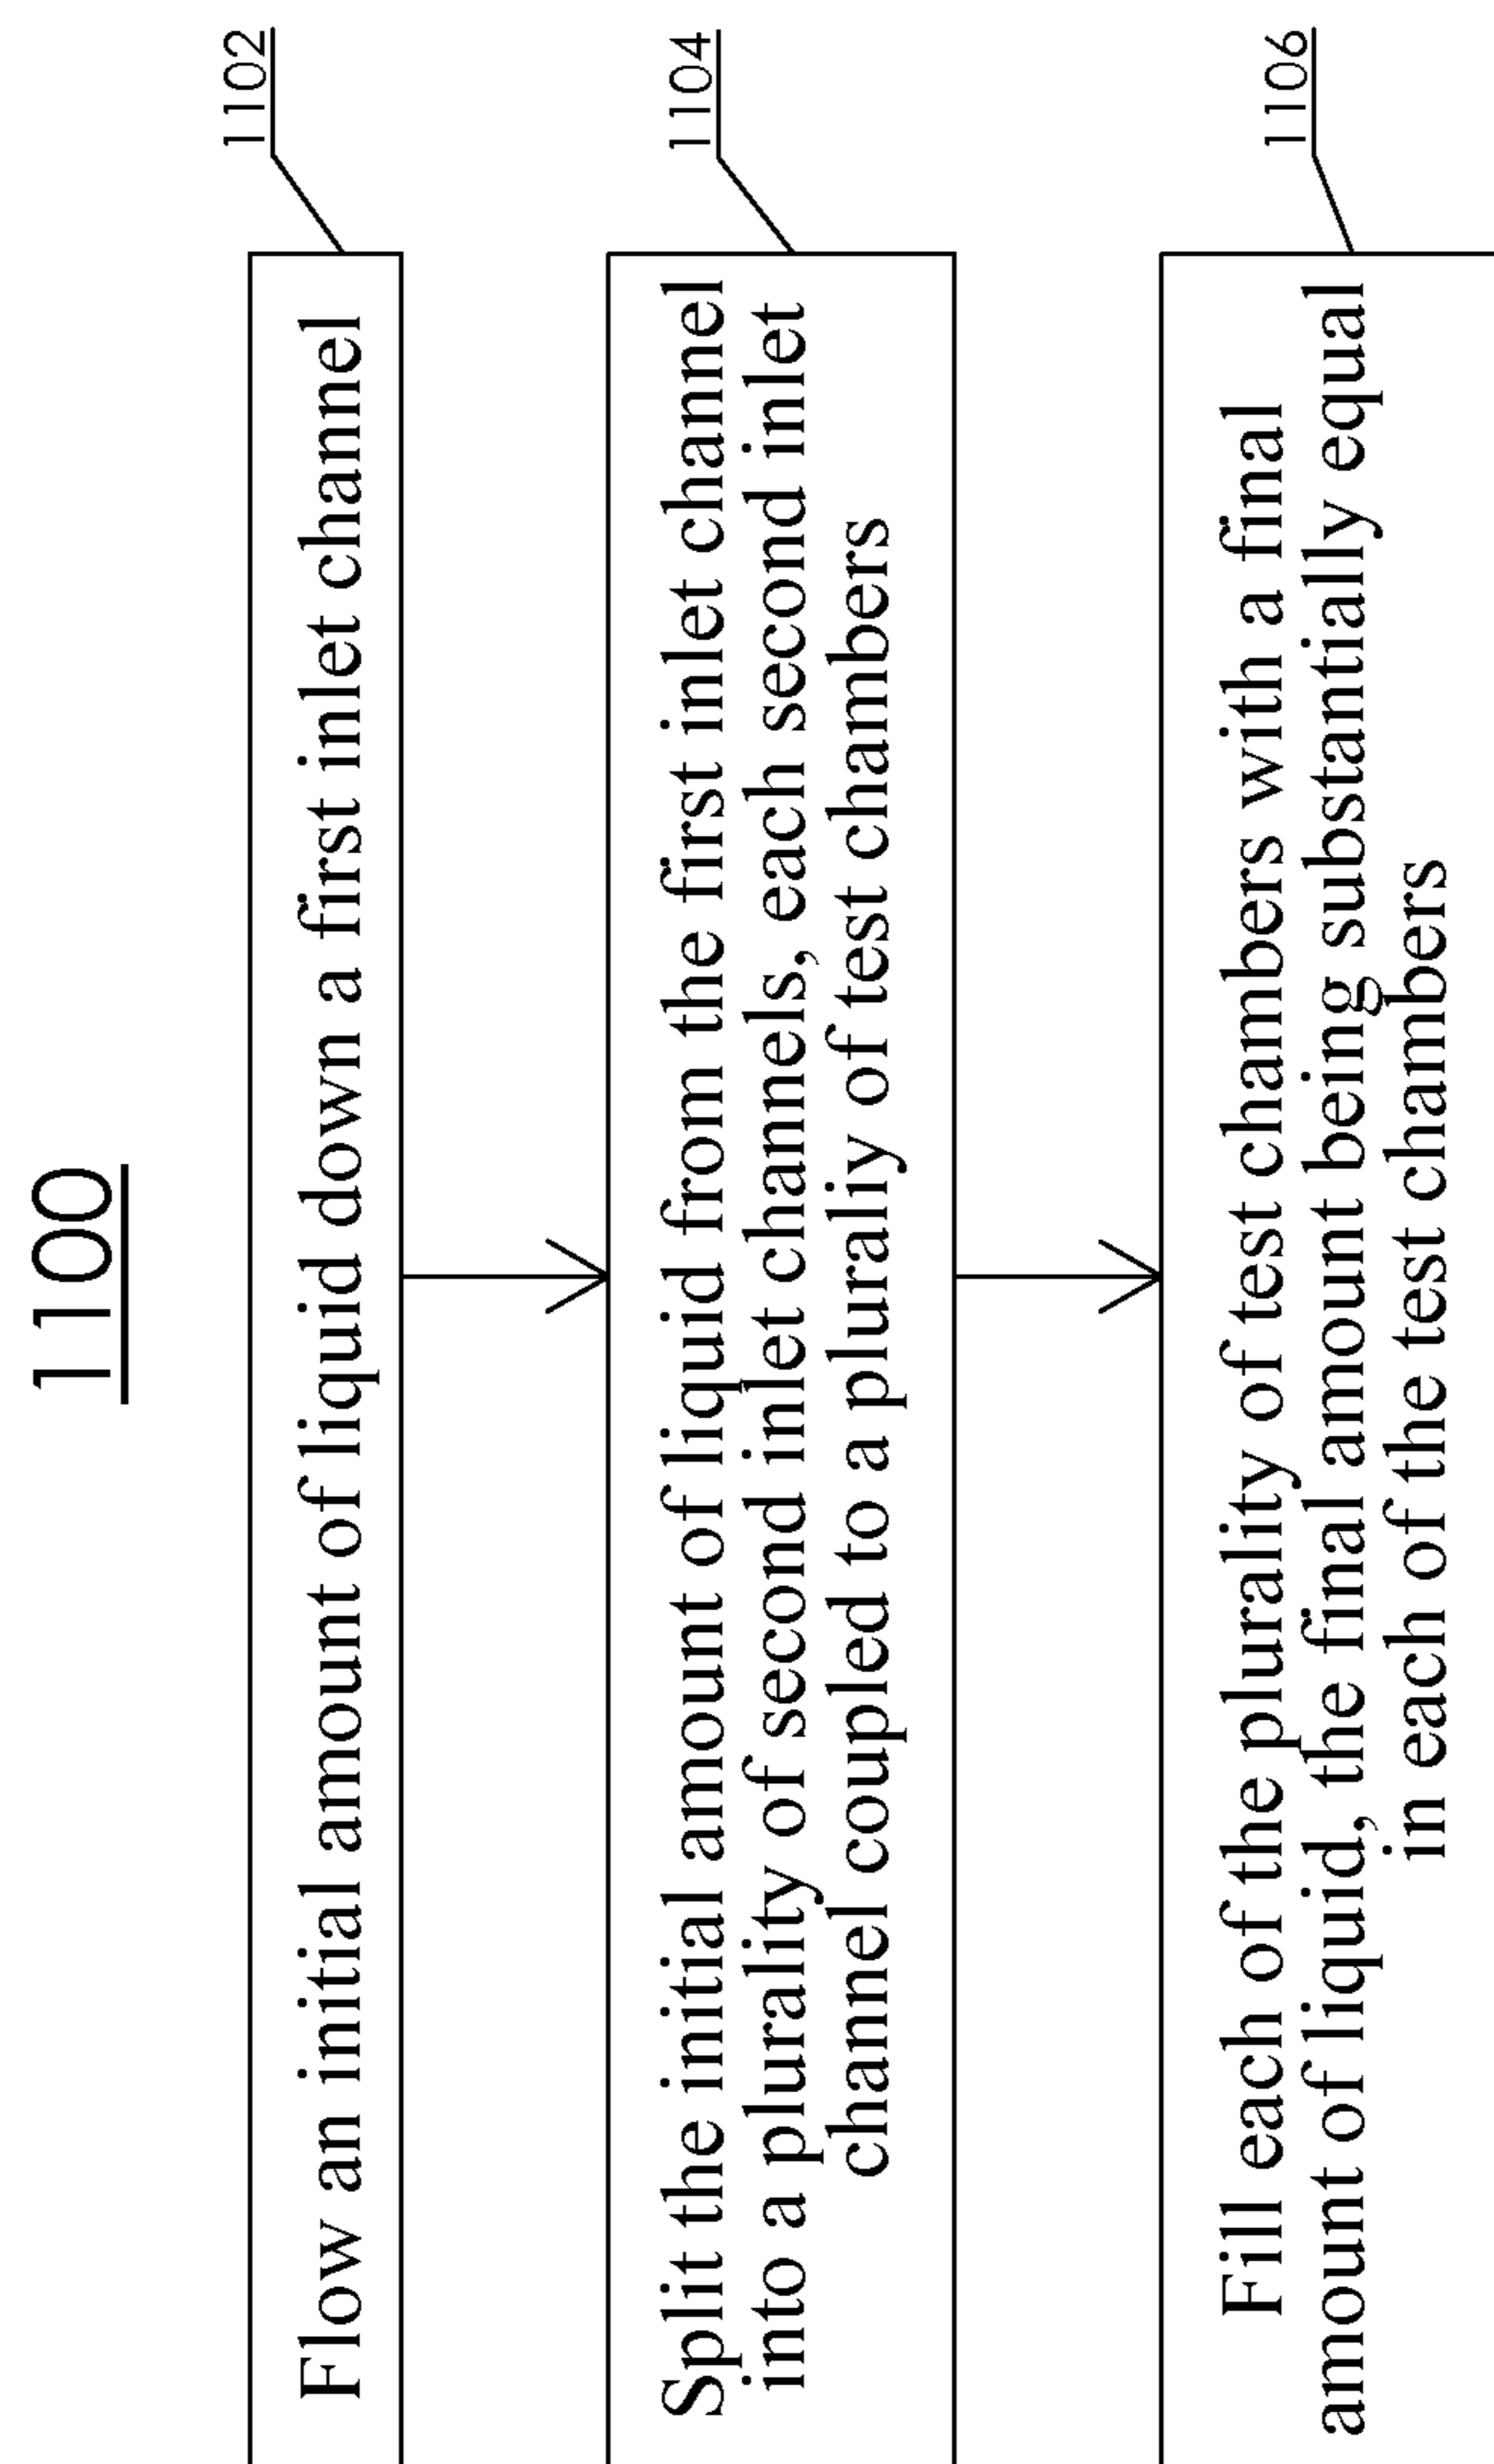 1100
1102
Flow an initial amount of liquid down a first inlet channel
1104
Split the initial amount of liquid from the first inlet channel
into a plurality of second inlet channels, each second inlet
channel coupled to a pluraliy of test chambers
1106
Fill each of the plurality of test chambers with a final
amount of liquid, the final amount being substantially equal
in each of the test chambers